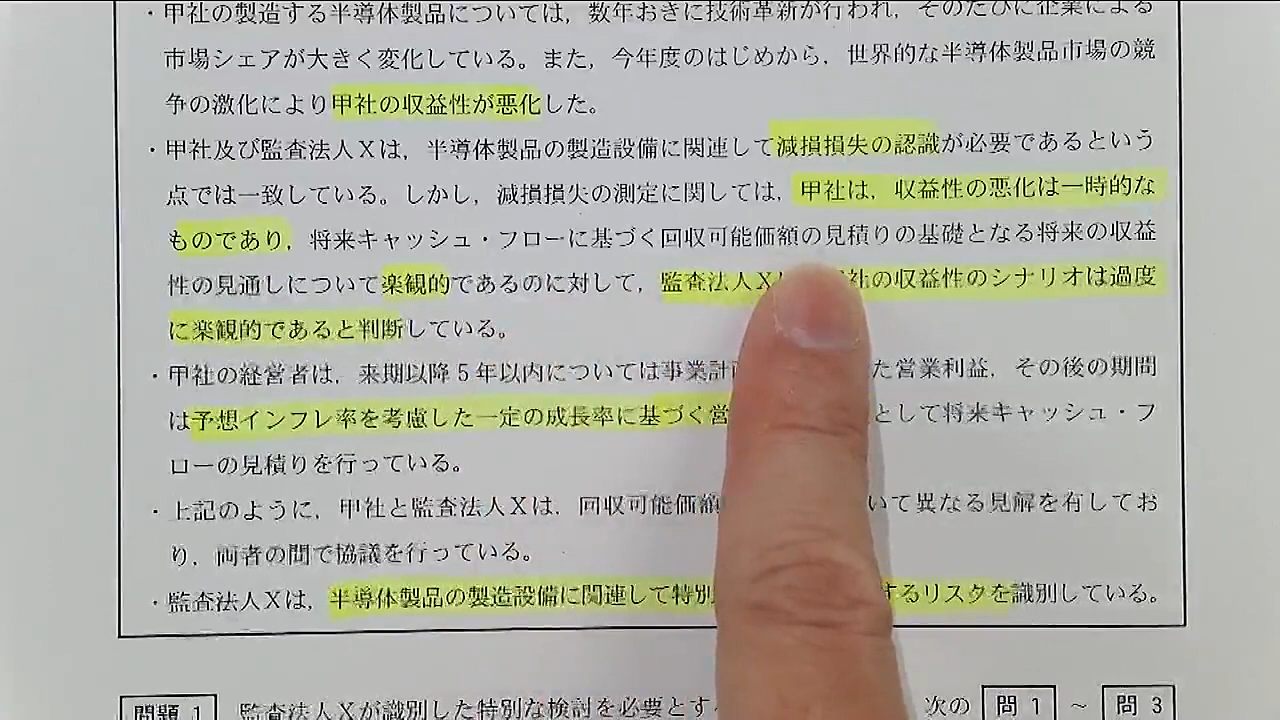 ・甲社の製造する半導体製品については，数年おきに技術革新が行われ，そのたびに企業による
市場シェアが大きく変化している。また，今年度のはじめから，世界的な半導体製品市場の競
争の激化により甲社の収益性が悪化した。
・甲社及び監査法人Ｘは，半導体製品の製造設備に関連して減損損失の認識が必要であるという
点では一致している。しかし，減損損失の測定に関しては，甲社は，収益性の悪化は一時的な
ものであり，将来キャッシュ・フローに基づく回収可能価額の見積りの基礎となる将来の収益
性の見通しについて楽観的であるのに対して，監査法人Ｘは 社の収益性のシナリオは過度
に楽観的であると判断している。
・甲社の経営者は，来期以降５年以内については事業計 た営業利益，その後の期間
は予想インフレ率を考慮した一定の成長率に基づく営 として将来キャッシュ・フ
ローの見積りを行っている。
・上記のように，甲社と監査法人Ｘは，回収可能価額 いて異なる見解を有してお
り，両者の間で協議を行っている。
・監査法人Ｘは，半導体製品の製造設備に関連して特別 するリスクを識別している。
問題 1 監査法人Ｘが識別した特別な検討を必要とす 次の 問 1 ～ 問 3